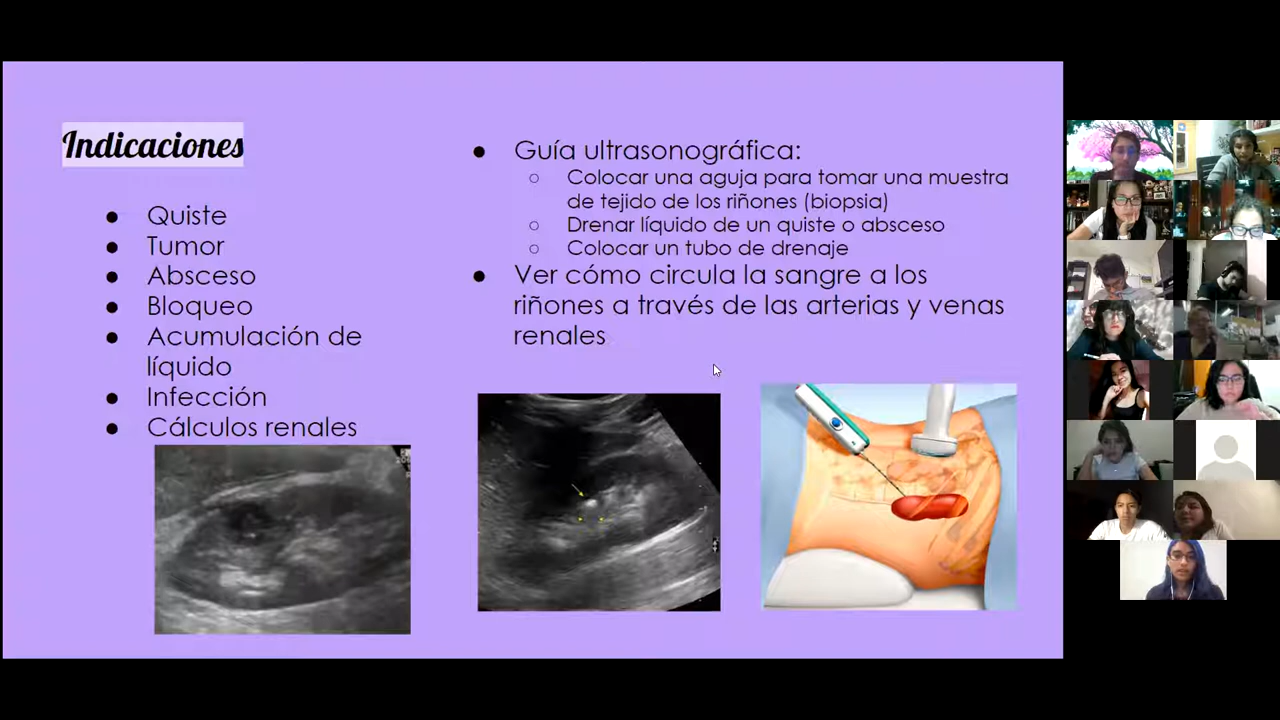 Indicaciones
Quiste
Tumor
Absceso
Bloqueo
Acumulación de
líquido
Infección
Cálculos renales
Guía ultrasonográfica:
Colocar una aguja para tomar una muestra
de tejido de los riñones (biopsia)
Drenar líquido de un quiste o absceso
Colocar un tubo de drenaje
Ver cómo circula la sangre a los
riñones a través de las arterias y venas
renales